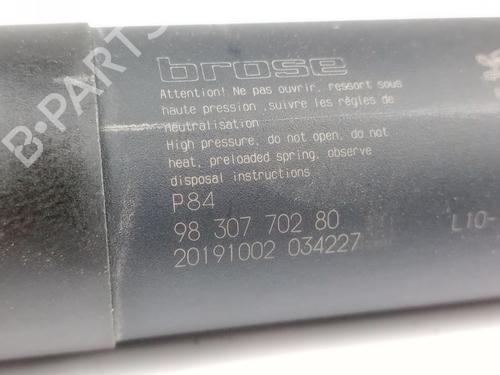 B-PARTS
brose
Attention! Ne pas ouvrir, ressort sous
haute pression ,suivre les règles de
neutralisation
High pressure, do not open, do not
heat, preloaded spring, observe
disposal instructions
P84
98 307 702 80
20191002 034227
L10-